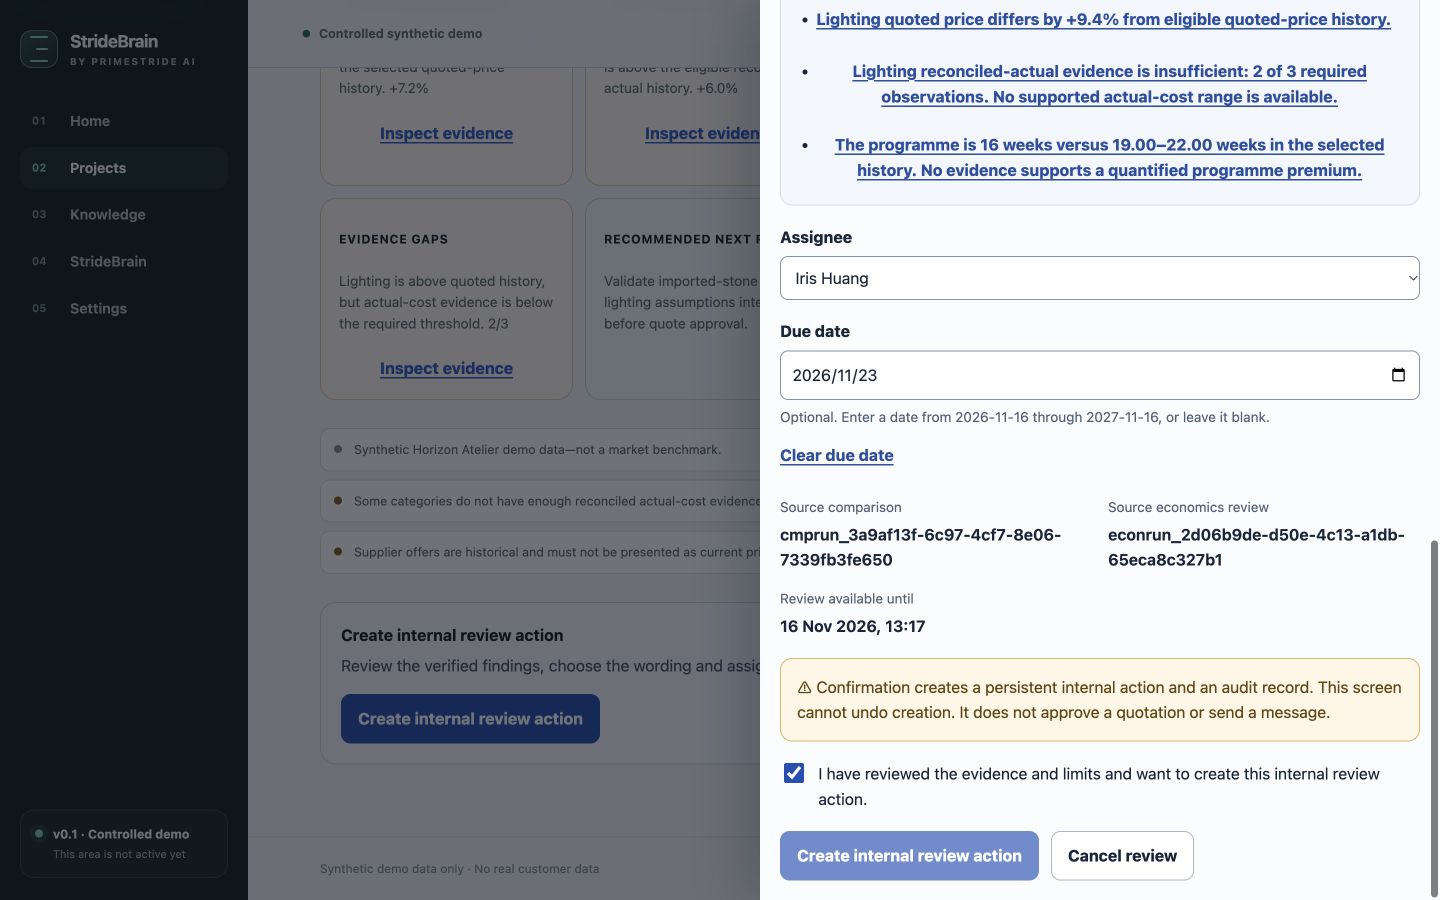 StrideBrain
BY PRIMESTRIDE AI
01 Home
02 Projects
03 Knowledge
04 StrideBrain
05 Settings
v0.1 · Controlled demo
This area is not active yet
Controlled synthetic demo
the selected quoted-price
history. +7.2%
Inspect evidence
is above the eligible
actual history. +6.0%
Inspect
EVIDENCE GAPS
Lighting is above quoted history,
but actual-cost evidence is below
the required threshold. 2/3
Inspect evidence
RECOMMENDED NEXT
Validate imported-stone
lighting assumptions
before quote approval.
Synthetic Horizon Atelier demo data—not a market benchmark.
Some categories do not have enough reconciled actual-cost evidence
Supplier offers are historical and must not be presented as current
Create internal review action
Review the verified findings, choose the wording and
Create internal review action
Synthetic demo data only · No real customer data
• Lighting quoted price differs by +9.4% from eligible quoted-price history.
• Lighting reconciled-actual evidence is insufficient: 2 of 3 required
observations. No supported actual-cost range is available.
• The programme is 16 weeks versus 19.00–22.00 weeks in the selected
history. No evidence supports a quantified programme premium.
Assignee
Iris Huang
Due date
2026/11/23
Optional. Enter a date from 2026-11-16 through 2027-11-16, or leave it blank.
Clear due date
Source comparison
cmprun_3a9af13f-6c97-4cf7-8e06-
7339fb3fe650
Source economics review
econrun_2d06b9de-d50e-4c13-a1db-
65eca8c327b1
Review available until
16 Nov 2026, 13:17
⚠ Confirmation creates a persistent internal action and an audit record. This screen
cannot undo creation. It does not approve a quotation or send a message.
I have reviewed the evidence and limits and want to create this internal review
action.
Create internal review action
Cancel review